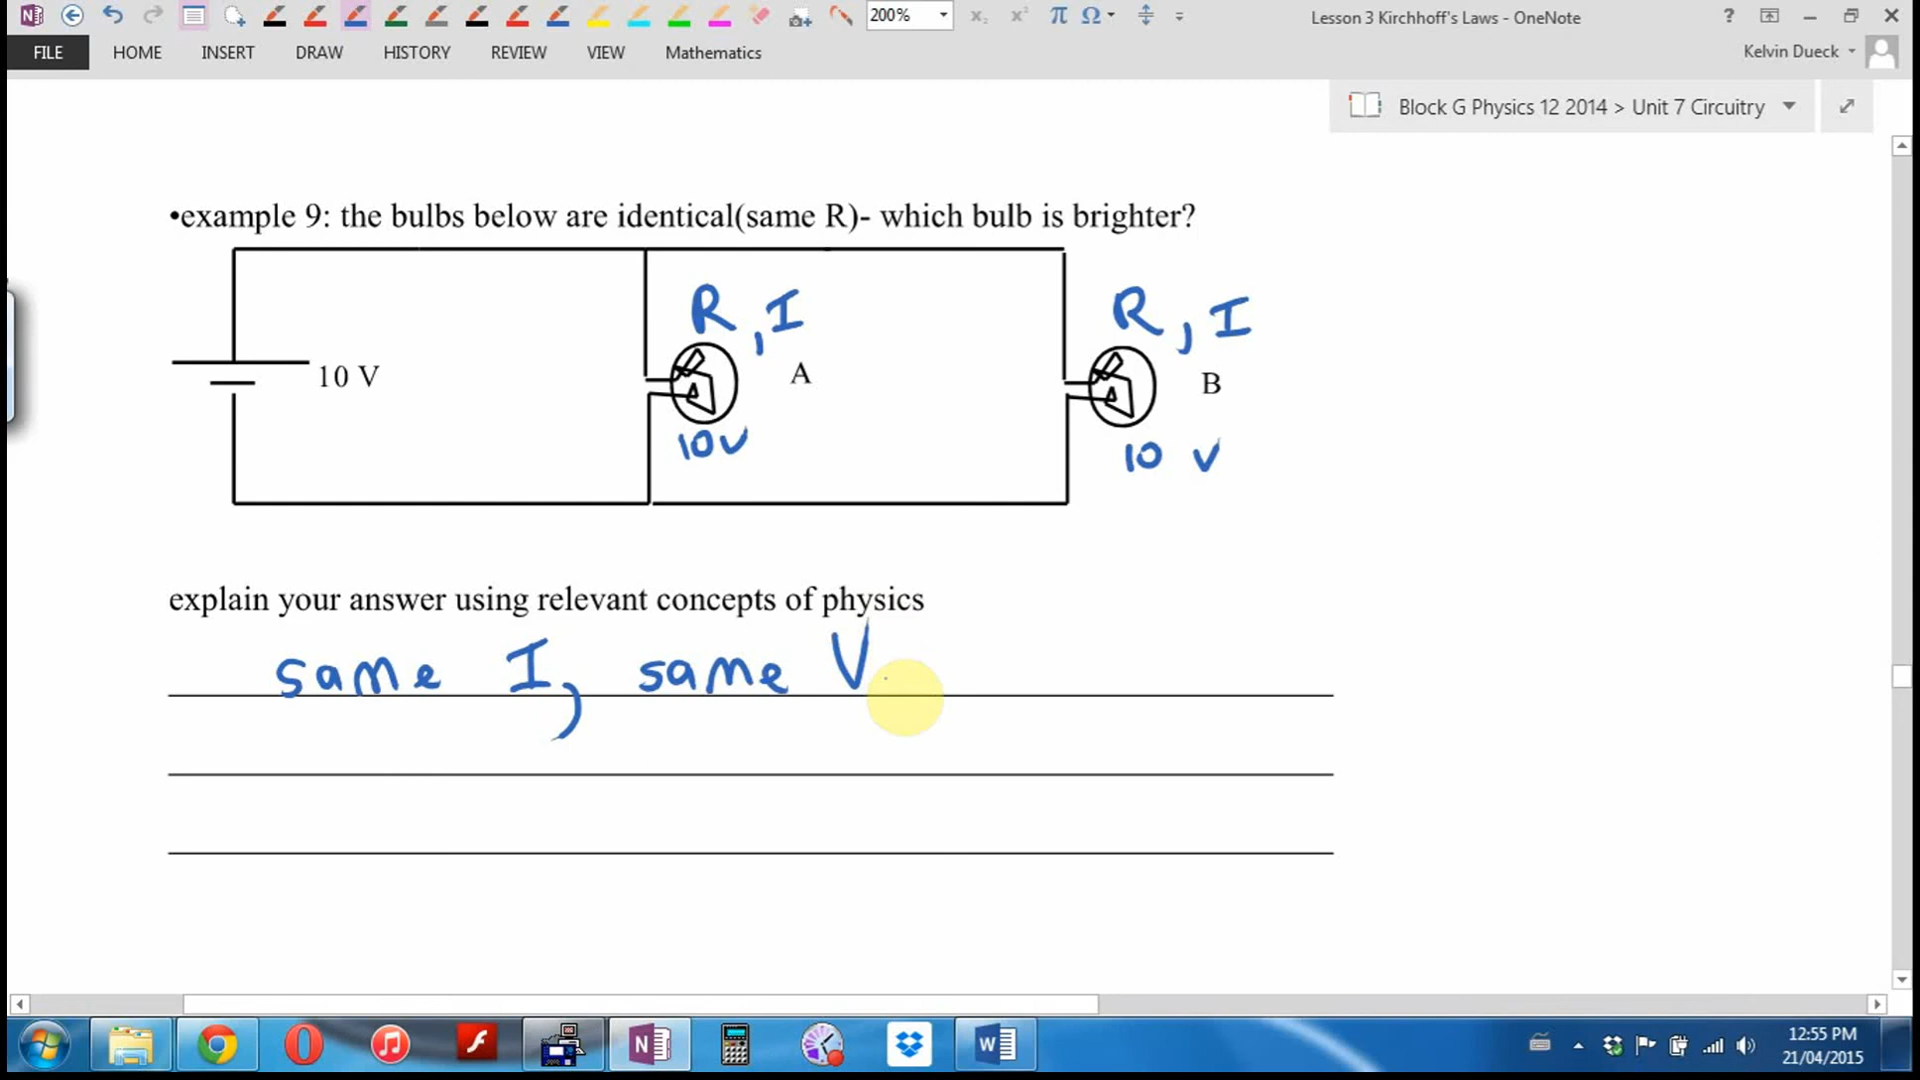 200%
x₂ x² π Ω
Lesson 3 Kirchhoff's Laws - OneNote
?
FILE HOME INSERT DRAW HISTORY REVIEW VIEW Mathematics
Kelvin Dueck
Block G Physics 12 2014 > Unit 7 Circuitry
•example 9: the bulbs below are identical(same R)- which bulb is brighter?
R, I
R, I
10 V
A
B
10V
10 V
explain your answer using relevant concepts of physics
same I, same V
12:55 PM
21/04/2015